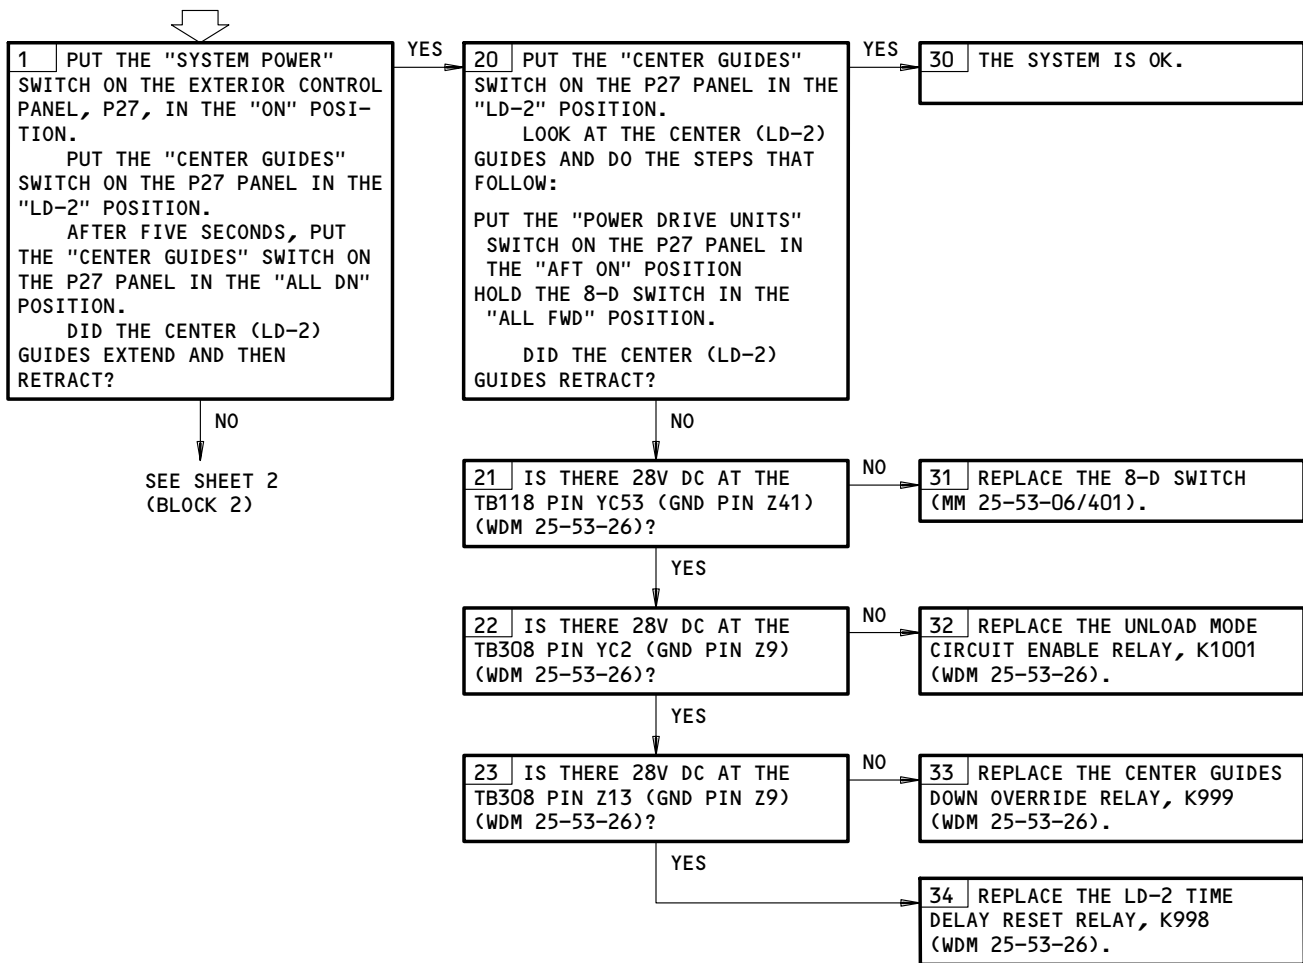 1 PUT THE "SYSTEM POWER"
SWITCH ON THE EXTERIOR CONTROL
PANEL, P27, IN THE "ON" POSI-
TION.
PUT THE "CENTER GUIDES"
SWITCH ON THE P27 PANEL IN THE
"LD-2" POSITION.
AFTER FIVE SECONDS, PUT
THE "CENTER GUIDES" SWITCH ON
THE P27 PANEL IN THE "ALL DN"
POSITION.
DID THE CENTER (LD-2)
GUIDES EXTEND AND THEN
RETRACT?
YES
NO
SEE SHEET 2
(BLOCK 2)
20 PUT THE "CENTER GUIDES"
SWITCH ON THE P27 PANEL IN THE
"LD-2" POSITION.
LOOK AT THE CENTER (LD-2)
GUIDES AND DO THE STEPS THAT
FOLLOW:
PUT THE "POWER DRIVE UNITS"
SWITCH ON THE P27 PANEL IN
THE "AFT ON" POSITION
HOLD THE 8-D SWITCH IN THE
"ALL FWD" POSITION.
DID THE CENTER (LD-2)
GUIDES RETRACT?
YES
30 THE SYSTEM IS OK.
NO
21 IS THERE 28V DC AT THE
TB118 PIN YC53 (GND PIN Z41)
(WDM 25-53-26)?
NO
31 REPLACE THE 8-D SWITCH
(MM 25-53-06/401).
YES
22 IS THERE 28V DC AT THE
TB308 PIN YC2 (GND PIN Z9)
(WDM 25-53-26)?
NO
32 REPLACE THE UNLOAD MODE
CIRCUIT ENABLE RELAY, K1001
(WDM 25-53-26).
YES
23 IS THERE 28V DC AT THE
TB308 PIN Z13 (GND PIN Z9)
(WDM 25-53-26)?
NO
33 REPLACE THE CENTER GUIDES
DOWN OVERRIDE RELAY, K999
(WDM 25-53-26).
YES
34 REPLACE THE LD-2 TIME
DELAY RESET RELAY, K998
(WDM 25-53-26).